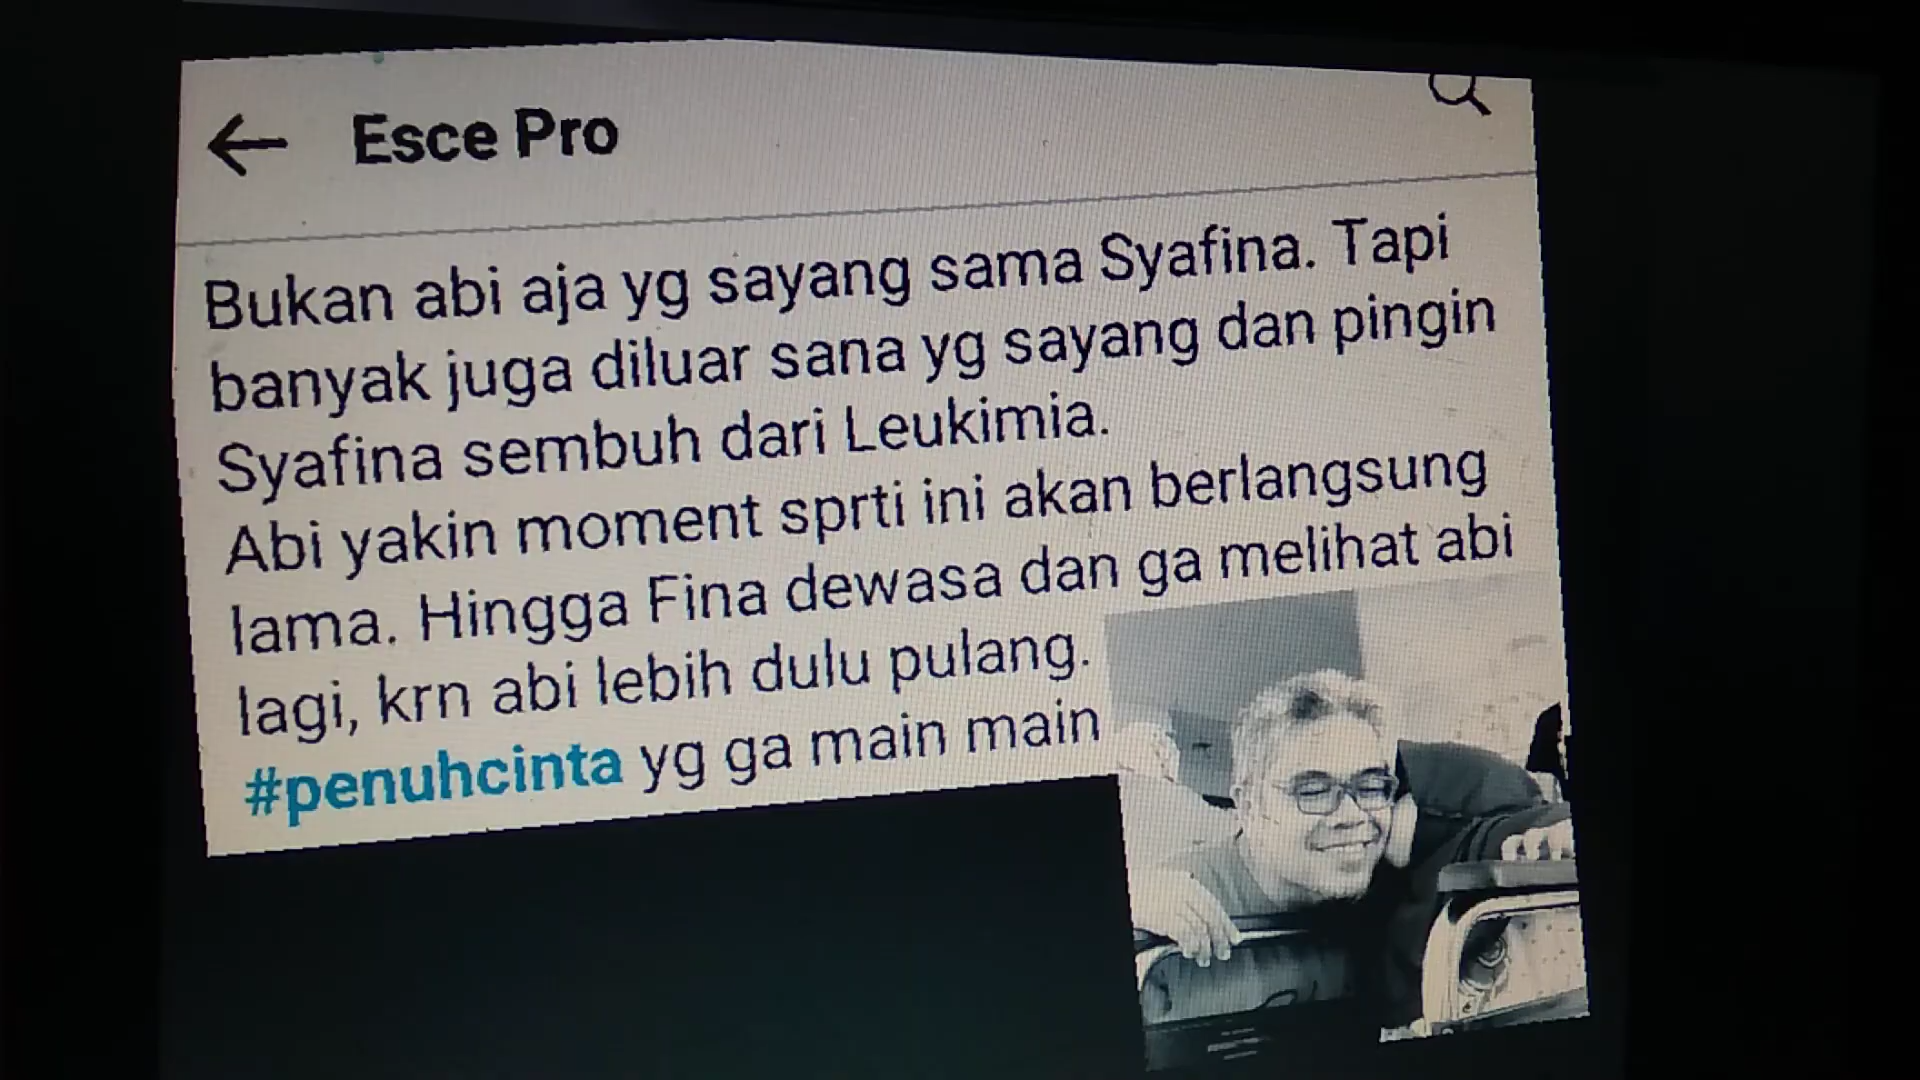 Esce Pro
Bukan abi aja yg sayang sama Syafina. Tapi
banyak juga diluar sana yg sayang dan pingin
Syafina sembuh dari Leukimia.
Abi yakin moment sprti ini akan berlangsung
lama. Hingga Fina dewasa dan ga melihat abi
lagi, krn abi lebih dulu pulang.
#penuhcinta yg ga main main